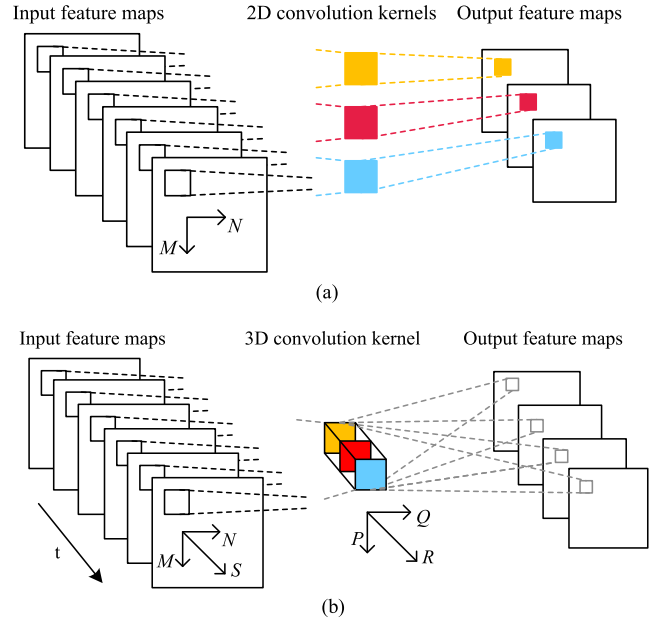 Input feature maps 2D convolution kernels Output feature maps
N
M
(a)
Input feature maps 3D convolution kernel Output feature maps
t
N
M
S
Q
P
R
(b)